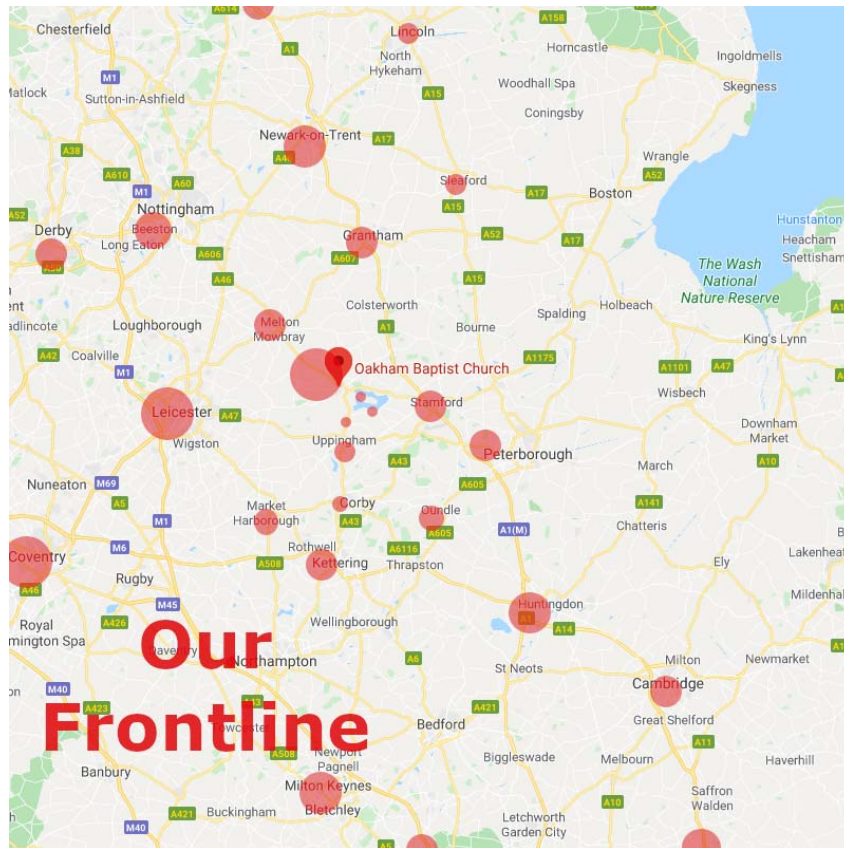 A614
Chesterfield
Lincoln
A158
Horncastle
Ingoldmells
A1
North
Hykeham
M1
Matlock
Sutton-in-Ashfield
A15
Woodhall Spa
Skegness
Coningsby
Newark-on-Trent
A17
A38
Wrangle
A610
A60
Sleaford
A52
M1
A17
Boston
A52
Nottingham
A15
Derby
Beeston
Long Eaton
Grantham
A52
A17
Hunstanton
Heacham
Snettisham
A606
A607
A46
A15
The Wash
National
Nature Reserve
Colsterworth
Holbeach
Spalding
Loughborough
Melton
Mowbray
A1
Bourne
King's Lynn
A42
Coalville
A1175
M1
Oakham Baptist Church
A1101
A47
Wisbech
Leicester
A47
Stamford
Wigston
Uppingham
Downham
Market
Peterborough
A43
March
A10
Nuneaton
M69
A605
A5
Market
Harborough
Corby
A141
Oundle
M1
A43
A605
A1(M)
Chatteris
Coventry
M6
Rothwell
A6116
Lakenheath
A508
Kettering
Thrapston
Ely
Rugby
A46
Mildenhall
M45
Huntingdon
Royal
A426
Wellingborough
A1
A14
Our
Daventry
Northampton
A6
St Neots
Milton
Newmarket
M40
Cambridge
A423
A43
A421
Great Shelford
Frontline
Towcester
Bedford
A11
A508
Newport
Pagnell
Biggleswade
Melbourn
Haverhill
Banbury
Milton Keynes
Bletchley
Saffron
Walden
A421
Buckingham
A10
M40
Letchworth
Garden City
A5